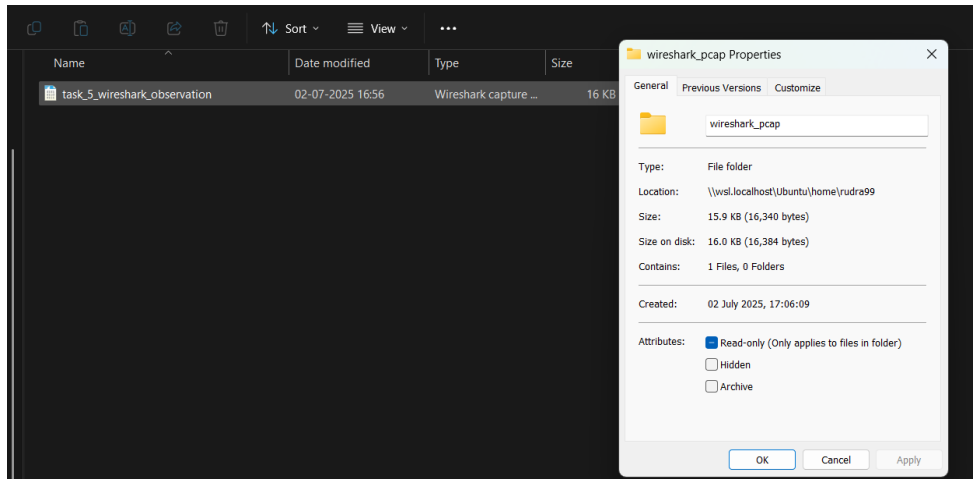 Sort View •••
Name Date modified Type Size
task_5_wireshark_observation 02-07-2025 16:56 Wireshark capture ... 16 KB
wireshark_pcap Properties
General Previous Versions Customize
wireshark_pcap
Type: File folder
Location: \\wsl.localhost\Ubuntu\home\rudra99
Size: 15.9 KB (16,340 bytes)
Size on disk: 16.0 KB (16,384 bytes)
Contains: 1 Files, 0 Folders
Created: 02 July 2025, 17:06:09
Attributes: Read-only (Only applies to files in folder)
Hidden
Archive
OK Cancel Apply